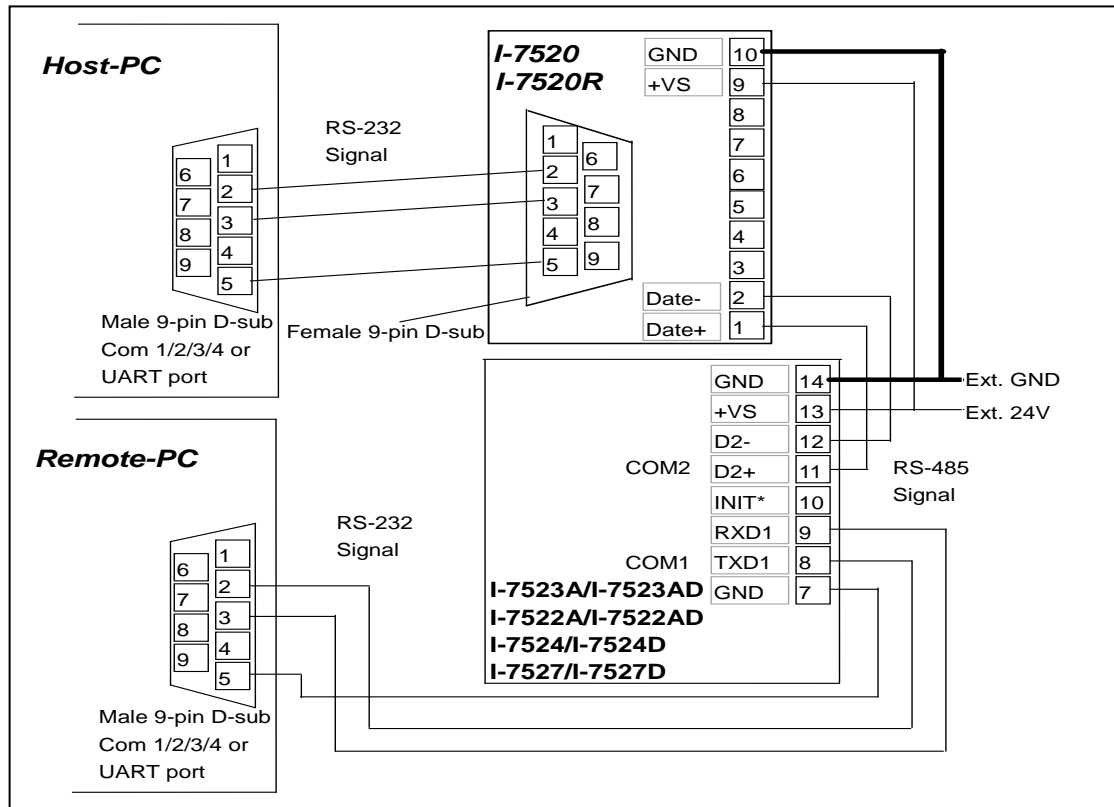 Host-PC
RS-232
Signal
6
7
8
9
1
2
3
4
5
Male 9-pin D-sub
Com 1/2/3/4 or
UART port
I-7520
I-7520R
1
2
3
4
5
6
7
8
9
Female 9-pin D-sub
GND 10
+VS 9
8
7
6
5
4
3
Date- 2
Date+ 1
GND 14
+VS 13
D2- 12
COM2 D2+ 11
INIT* 10
RXD1 9
COM1 TXD1 8
I-7523A/I-7523AD GND 7
I-7522A/I-7522AD
I-7524/I-7524D
I-7527/I-7527D
Ext. GND
Ext. 24V
RS-485
Signal
Remote-PC
RS-232
Signal
6
7
8
9
1
2
3
4
5
Male 9-pin D-sub
Com 1/2/3/4 or
UART port